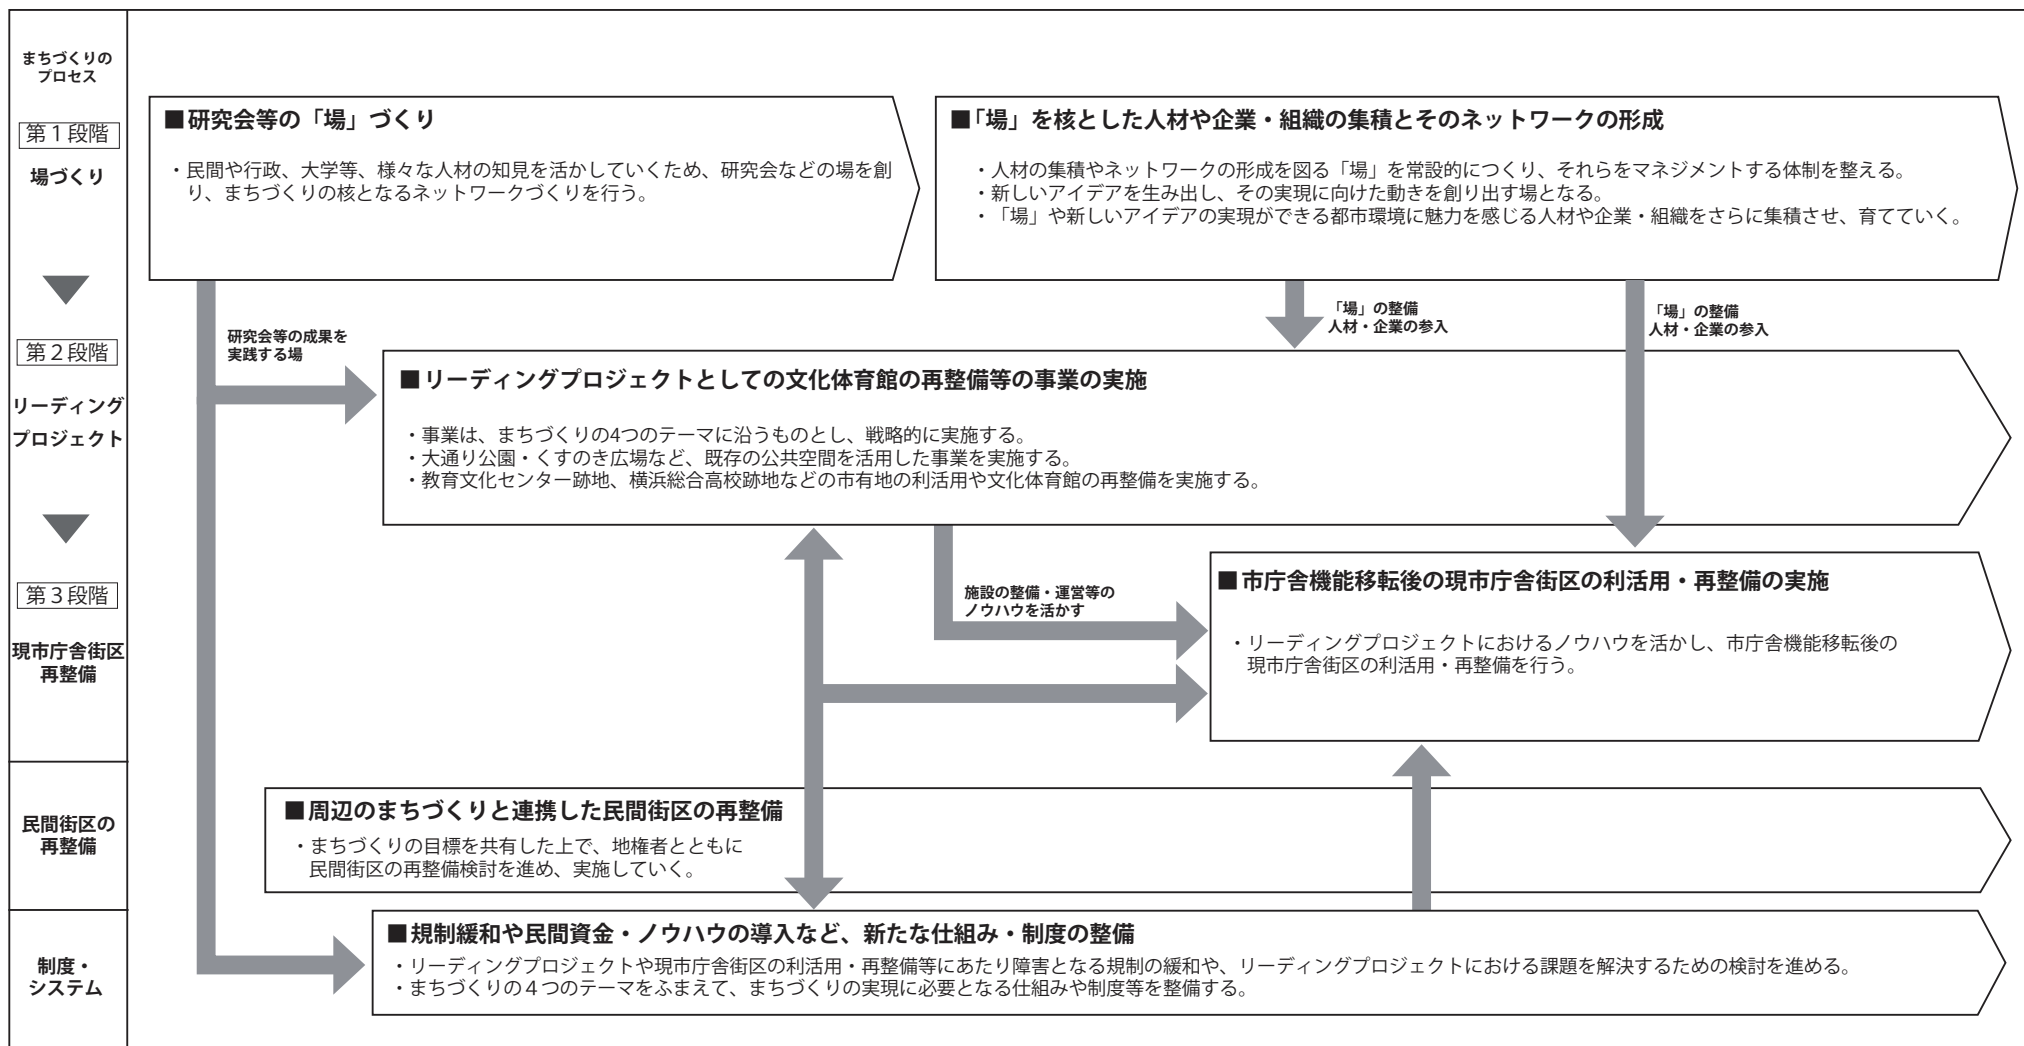 まちづくりの
プロセス
第1段階
場づくり
■研究会等の「場」づくり
・民間や行政、大学等、様々な人材の知見を活かしていくため、研究会などの場を創
り、まちづくりの核となるネットワークづくりを行う。
■「場」を核とした人材や企業・組織の集積とそのネットワークの形成
・人材の集積やネットワークの形成を図る「場」を常設的につくり、それらをマネジメントする体制を整える。
・新しいアイデアを生み出し、その実現に向けた動きを創り出す場となる。
・「場」や新しいアイデアの実現ができる都市環境に魅力を感じる人材や企業・組織をさらに集積させ、育てていく。
研究会等の成果を
実践する場
「場」の整備
人材・企業の参入
「場」の整備
人材・企業の参入
第2段階
リーディング
プロジェクト
■リーディングプロジェクトとしての文化体育館の再整備等の事業の実施
・事業は、まちづくりの4つのテーマに沿うものとし、戦略的に実施する。
・大通り公園・くすのき広場など、既存の公共空間を活用した事業を実施する。
・教育文化センター跡地、横浜総合高校跡地などの市有地の利活用や文化体育館の再整備を実施する。
第3段階
現市庁舎街区
再整備
施設の整備・運営等の
ノウハウを活かす
■市庁舎機能移転後の現市庁舎街区の利活用・再整備の実施
・リーディングプロジェクトにおけるノウハウを活かし、市庁舎機能移転後の
現市庁舎街区の利活用・再整備を行う。
民間街区の
再整備
■周辺のまちづくりと連携した民間街区の再整備
・まちづくりの目標を共有した上で、地権者とともに
民間街区の再整備検討を進め、実施していく。
制度・
システム
■規制緩和や民間資金・ノウハウの導入など、新たな仕組み・制度の整備
・リーディングプロジェクトや現市庁舎街区の利活用・再整備等にあたり障害となる規制の緩和や、リーディングプロジェクトにおける課題を解決するための検討を進める。
・まちづくりの４つのテーマをふまえて、まちづくりの実現に必要となる仕組みや制度等を整備する。